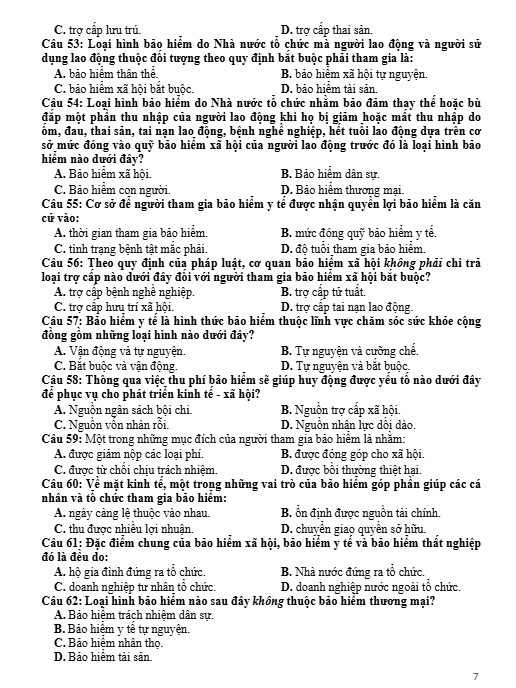 C. trợ cấp lưu trú. D. trợ cấp thai sản.
Câu 53: Loại hình bảo hiểm do Nhà nước tổ chức mà người lao động và người sử
dụng lao động thuộc đối tượng theo quy định bắt buộc phải tham gia là:
A. bảo hiểm thân thể. B. bảo hiểm xã hội tự nguyện.
C. bảo hiểm xã hội bắt buộc. D. bảo hiểm tài sản.
Câu 54: Loại hình bảo hiểm do Nhà nước tổ chức nhằm bảo đảm thay thế hoặc bù
đắp một phần thu nhập của người lao động khi họ bị giảm hoặc mất thu nhập do
ốm, đau, thai sản, tai nạn lao động, bệnh nghề nghiệp, hết tuổi lao động dựa trên cơ
sở mức đóng vào quỹ bảo hiểm xã hội của người lao động trước đó là loại hình bảo
hiểm nào dưới đây?
A. Bảo hiểm xã hội. B. Bảo hiểm dân sự.
C. Bảo hiểm con người. D. Bảo hiểm thương mại.
Câu 55: Cơ sở để người tham gia bảo hiểm y tế được nhận quyền lợi bảo hiểm là căn
cứ vào:
A. thời gian tham gia bảo hiểm. B. mức đóng quỹ bảo hiểm y tế.
C. tình trạng bệnh tật mắc phải. D. độ tuổi tham gia bảo hiểm.
Câu 56: Theo quy định của pháp luật, cơ quan bảo hiểm xã hội không phải chi trả
loại trợ cấp nào dưới đây đối với người tham gia bảo hiểm xã hội bắt buộc?
A. trợ cấp bệnh nghề nghiệp. B. trợ cấp tử tuất.
C. trợ cấp hưu trí xã hội. D. trợ cấp tai nạn lao động.
Câu 57: Bảo hiểm y tế là hình thức bảo hiểm thuộc lĩnh vực chăm sóc sức khỏe cộng
đồng gồm những loại hình nào dưới đây?
A. Vận động và tự nguyện. B. Tự nguyện và cưỡng chế.
C. Bắt buộc và vận động. D. Tự nguyện và bắt buộc.
Câu 58: Thông qua việc thu phí bảo hiểm sẽ giúp huy động được yếu tố nào dưới đây
để phục vụ cho phát triển kinh tế - xã hội?
A. Nguồn ngân sách bội chi. B. Nguồn trợ cấp xã hội.
C. Nguồn vốn nhàn rỗi. D. Nguồn nhân lực dồi dào.
Câu 59: Một trong những mục đích của người tham gia bảo hiểm là nhằm:
A. được giảm nộp các loại phí. B. được đóng góp cho xã hội.
C. được từ chối chịu trách nhiệm. D. được bồi thường thiệt hại.
Câu 60: Về mặt kinh tế, một trong những vai trò của bảo hiểm góp phần giúp các cá
nhân và tổ chức tham gia bảo hiểm:
A. ngày càng lệ thuộc vào nhau. B. ổn định được nguồn tài chính.
C. thu được nhiều lợi nhuận. D. chuyển giao quyền sở hữu.
Câu 61: Đặc điểm chung của bảo hiểm xã hội, bảo hiểm y tế và bảo hiểm thất nghiệp
đó là đều do:
A. hộ gia đình đứng ra tổ chức. B. Nhà nước đứng ra tổ chức.
C. doanh nghiệp tư nhân tổ chức. D. doanh nghiệp nước ngoài tổ chức.
Câu 62: Loại hình bảo hiểm nào sau đây không thuộc bảo hiểm thương mại?
A. Bảo hiểm trách nhiệm dân sự.
B. Bảo hiểm y tế tự nguyện.
C. Bảo hiểm nhân thọ.
D. Bảo hiểm tài sản.
7